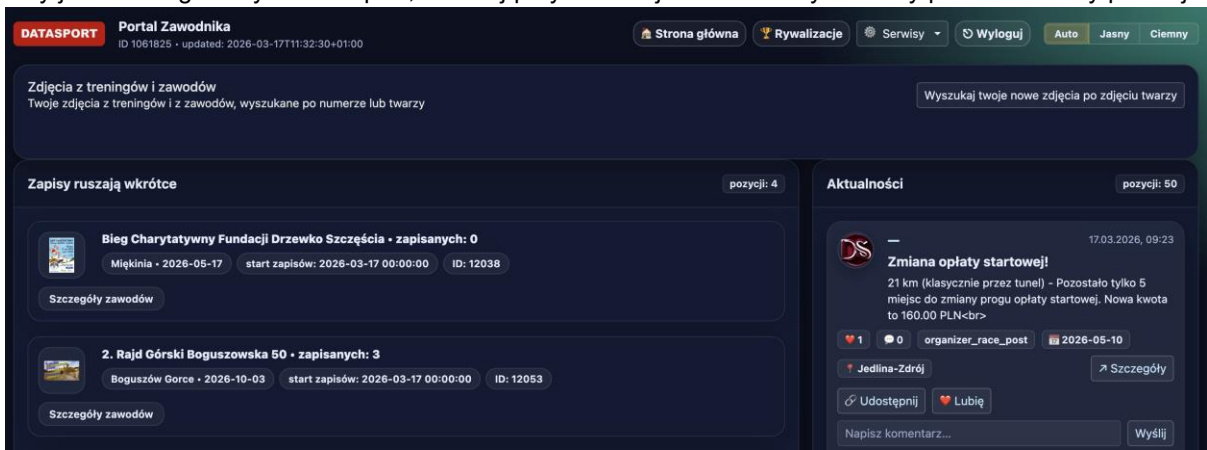 DATASPORT
Portal Zawodnika
ID 1061825 • updated: 2026-03-17T11:32:30+01:00
Strona główna
Rywalizacje
Serwisy
Wyloguj
Auto
Jasny
Ciemny
Zdjęcia z treningów i zawodów
Twoje zdjęcia z treningów i z zawodów, wyszukane po numerze lub twarzy
Wyszukaj twoje nowe zdjęcia po zdjęciu twarzy
Zapisy ruszają wkrótce
pozycji: 4
Bieg Charytatywny Fundacji Drzewko Szczęścia • zapisanych: 0
Miękinia • 2026-05-17
start zapisów: 2026-03-17 00:00:00
ID: 12038
Szczegóły zawodów
2. Rajd Górski Boguszowska 50 • zapisanych: 3
Boguszów Gorce • 2026-10-03
start zapisów: 2026-03-17 00:00:00
ID: 12053
Szczegóły zawodów
Aktualności
pozycji: 50
DS
—
17.03.2026, 09:23
Zmiana opłaty startowej!
21 km (klasycznie przez tunel) - Pozostało tylko 5
miejsc do zmiany progu opłaty startowej. Nowa kwota
to 160.00 PLN<br>
1
0
organizer_race_post
2026-05-10
Jedlina-Zdrój
Szczegóły
Udostępnij
Lubię
Napisz komentarz...
Wyślij